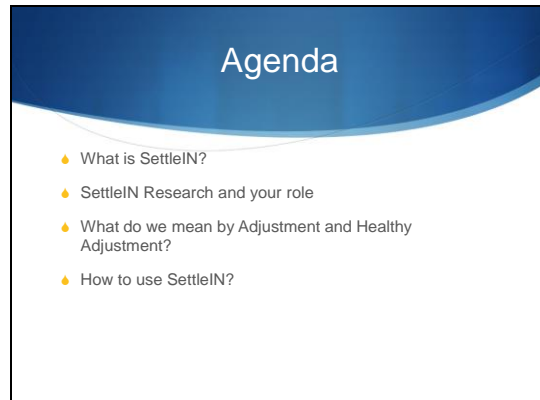 Agenda
What is SettleIN?
SettleIN Research and your role
What do we mean by Adjustment and Healthy
Adjustment?
How to use SettleIN?